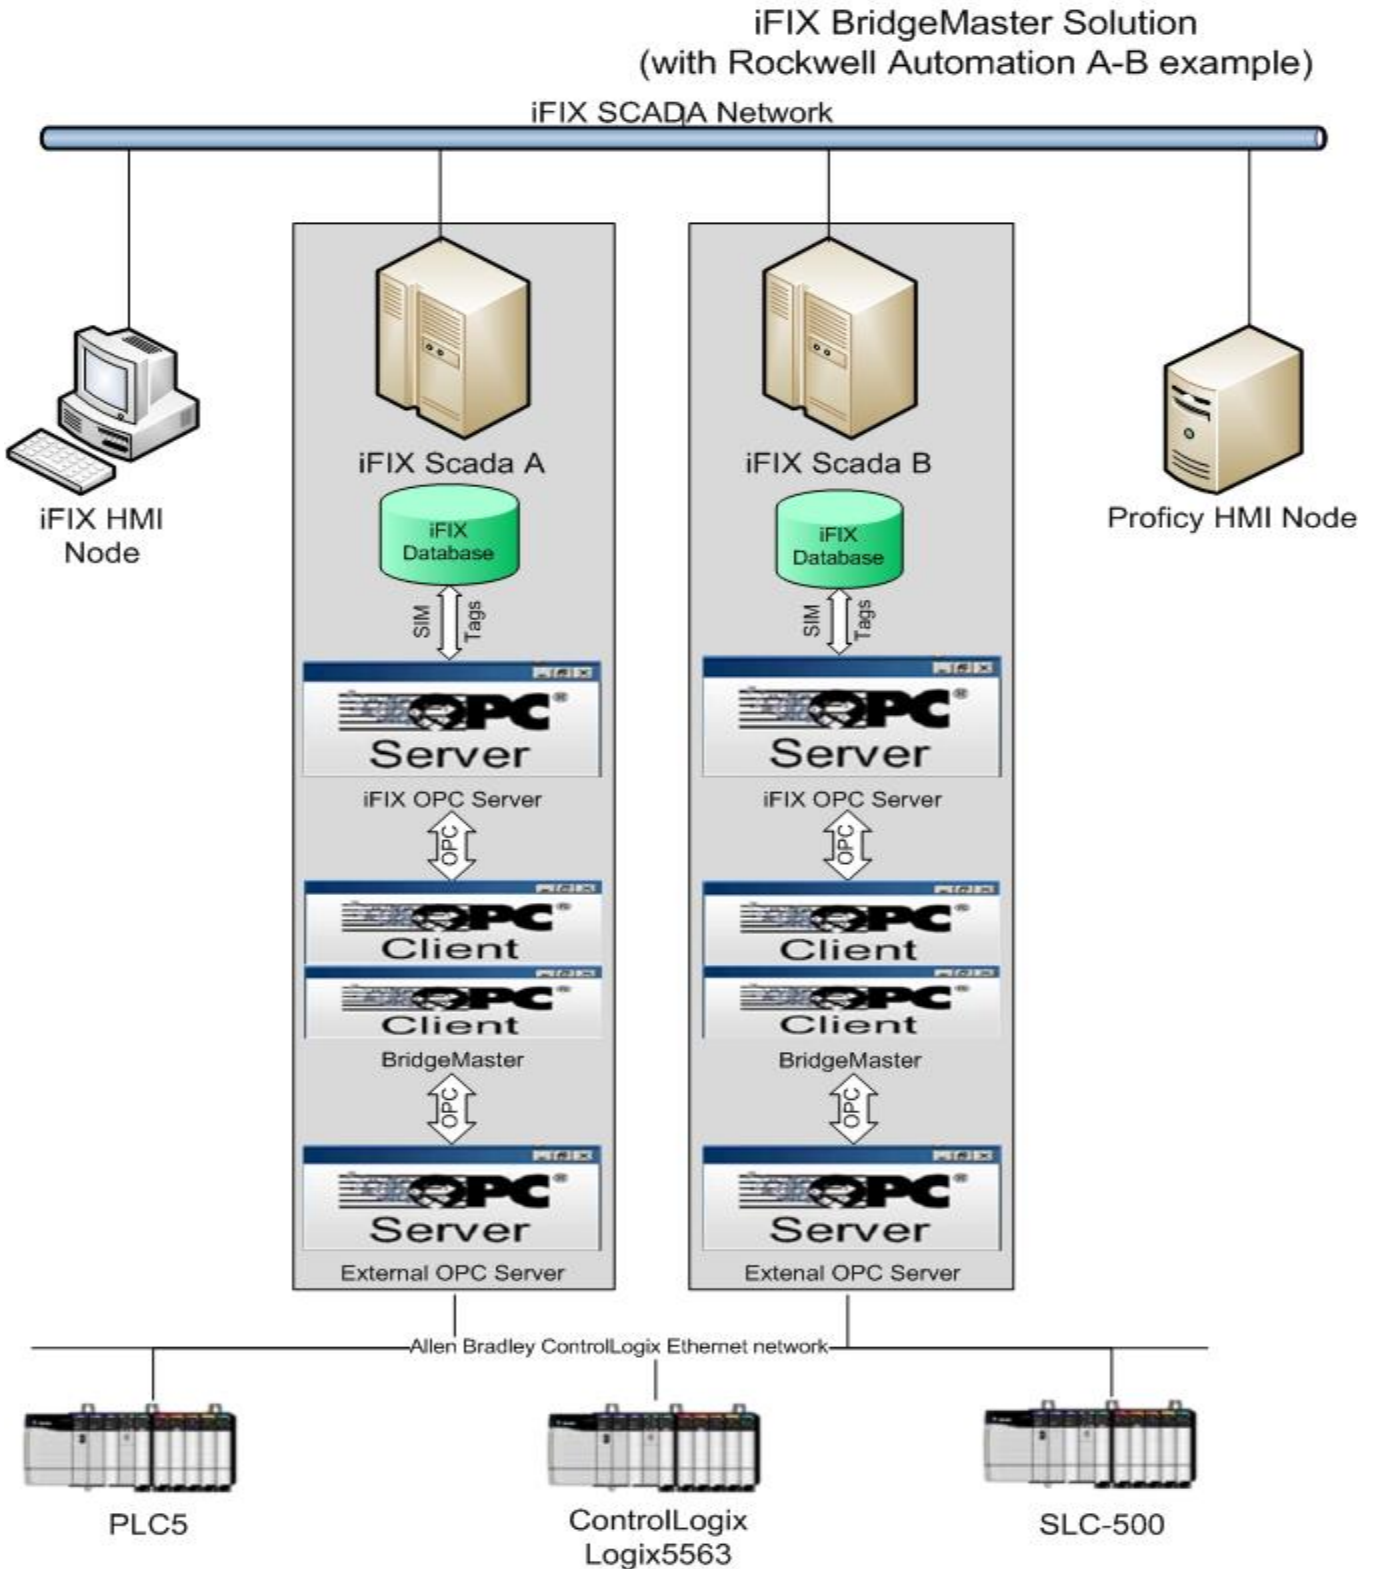 iFIX BridgeMaster Solution
(with Rockwell Automation A-B example)
iFIX SCADA Network
iFIX HMI
Node
iFIX Scada A
iFIX
Database
SIM
Tags
OPC®
Server
iFIX OPC Server
OPC
OPC®
Client
OPC®
Client
BridgeMaster
OPC
OPC®
Server
External OPC Server
iFIX Scada B
iFIX
Database
SIM
Tags
OPC®
Server
iFIX OPC Server
OPC
OPC®
Client
OPC®
Client
BridgeMaster
OPC
OPC®
Server
Extenal OPC Server
Proficy HMI Node
Allen Bradley ControlLogix Ethernet network
PLC5
ControlLogix
Logix5563
SLC-500